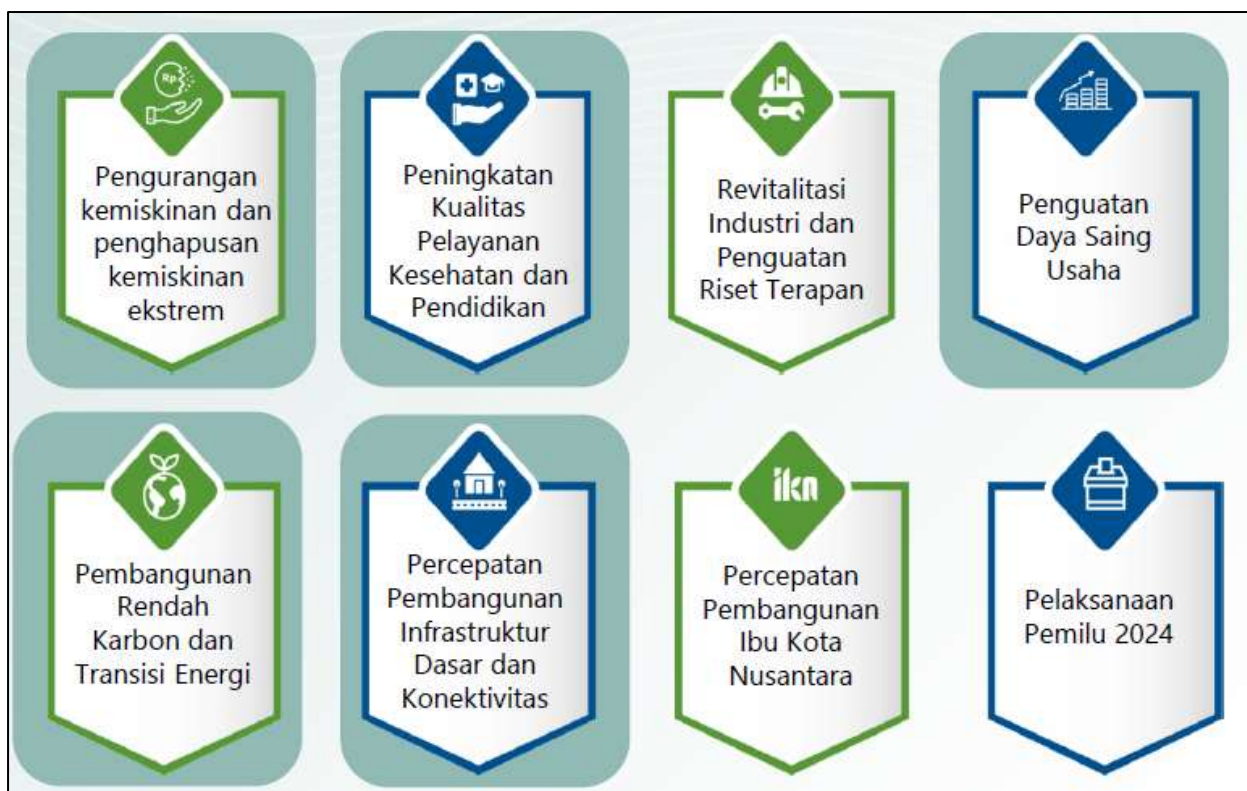 Rp
Pengurangan
kemiskinan dan
penghapusan
kemiskinan
ekstrem
Peningkatan
Kualitas
Pelayanan
Kesehatan dan
Pendidikan
Revitalitasi
Industri dan
Penguatan
Riset Terapan
Penguatan
Daya Saing
Usaha
Pembangunan
Rendah
Karbon dan
Transisi Energi
Percepatan
Pembangunan
Infrastruktur
Dasar dan
Konektivitas
ikn
Percepatan
Pembangunan
Ibu Kota
Nusantara
Pelaksanaan
Pemilu 2024